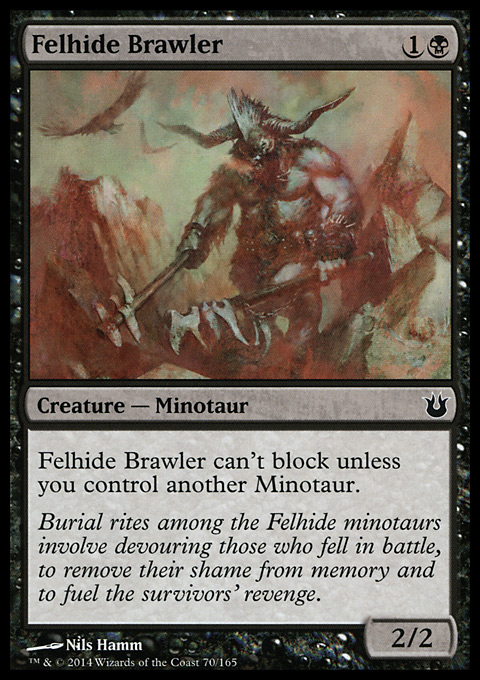 Felhide Brawler 1
Creature — Minotaur
Felhide Brawler can't block unless
you control another Minotaur.
Burial rites among the Felhide minotaurs
involve devouring those who fell in battle,
to remove their shame from memory and
to fuel the survivors' revenge.
Nils Hamm
2/2
™ & © 2014 Wizards of the Coast 70/165